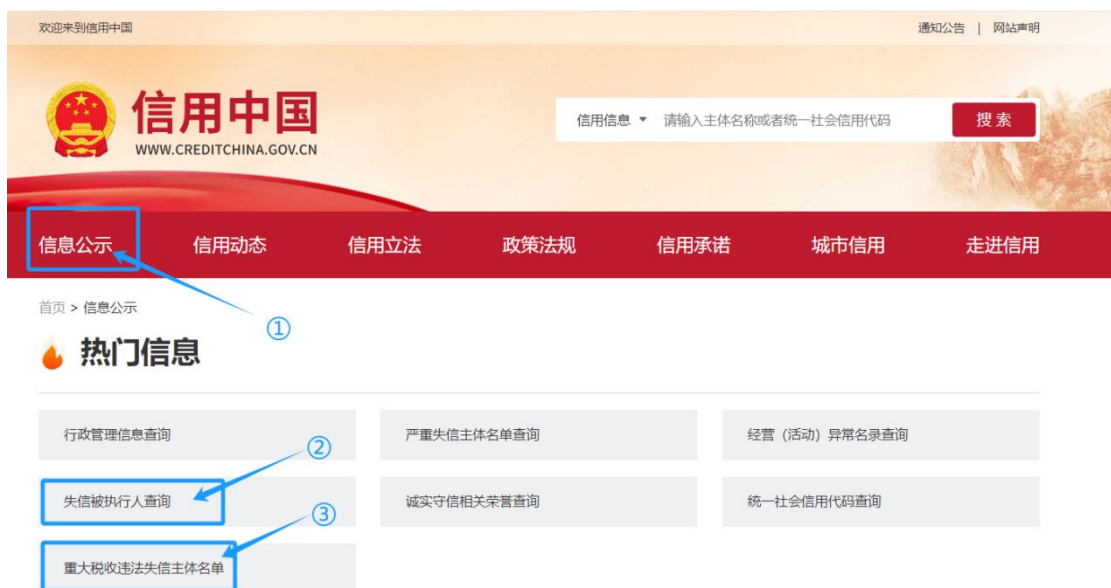 欢迎来到信用中国
通知公告 | 网站声明
信用中国
WWW.CREDITCHINA.GOV.CN
信用信息 请输入主体名称或者统一社会信用代码 搜索
信息公示 信用动态 信用立法 政策法规 信用承诺 城市信用 走进信用
首页 > 信息公示
①
热门信息
行政管理信息查询 严重失信主体名单查询 经营（活动）异常名录查询
②
失信被执行人查询 诚实守信相关荣誉查询 统一社会信用代码查询
③
重大税收违法失信主体名单